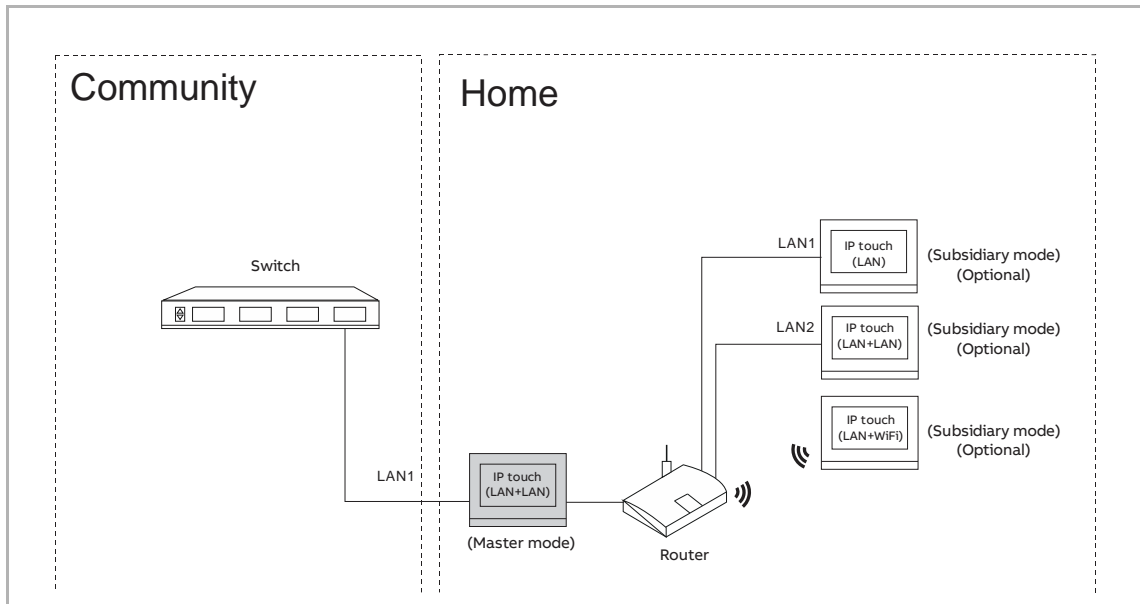 Community
Home
Switch
LAN1
IP touch
(LAN)
(Subsidiary mode)
(Optional)
LAN2
IP touch
(LAN+LAN)
(Subsidiary mode)
(Optional)
IP touch
(LAN+WiFi)
(Subsidiary mode)
(Optional)
LAN1
IP touch
(LAN+LAN)
(Master mode)
Router